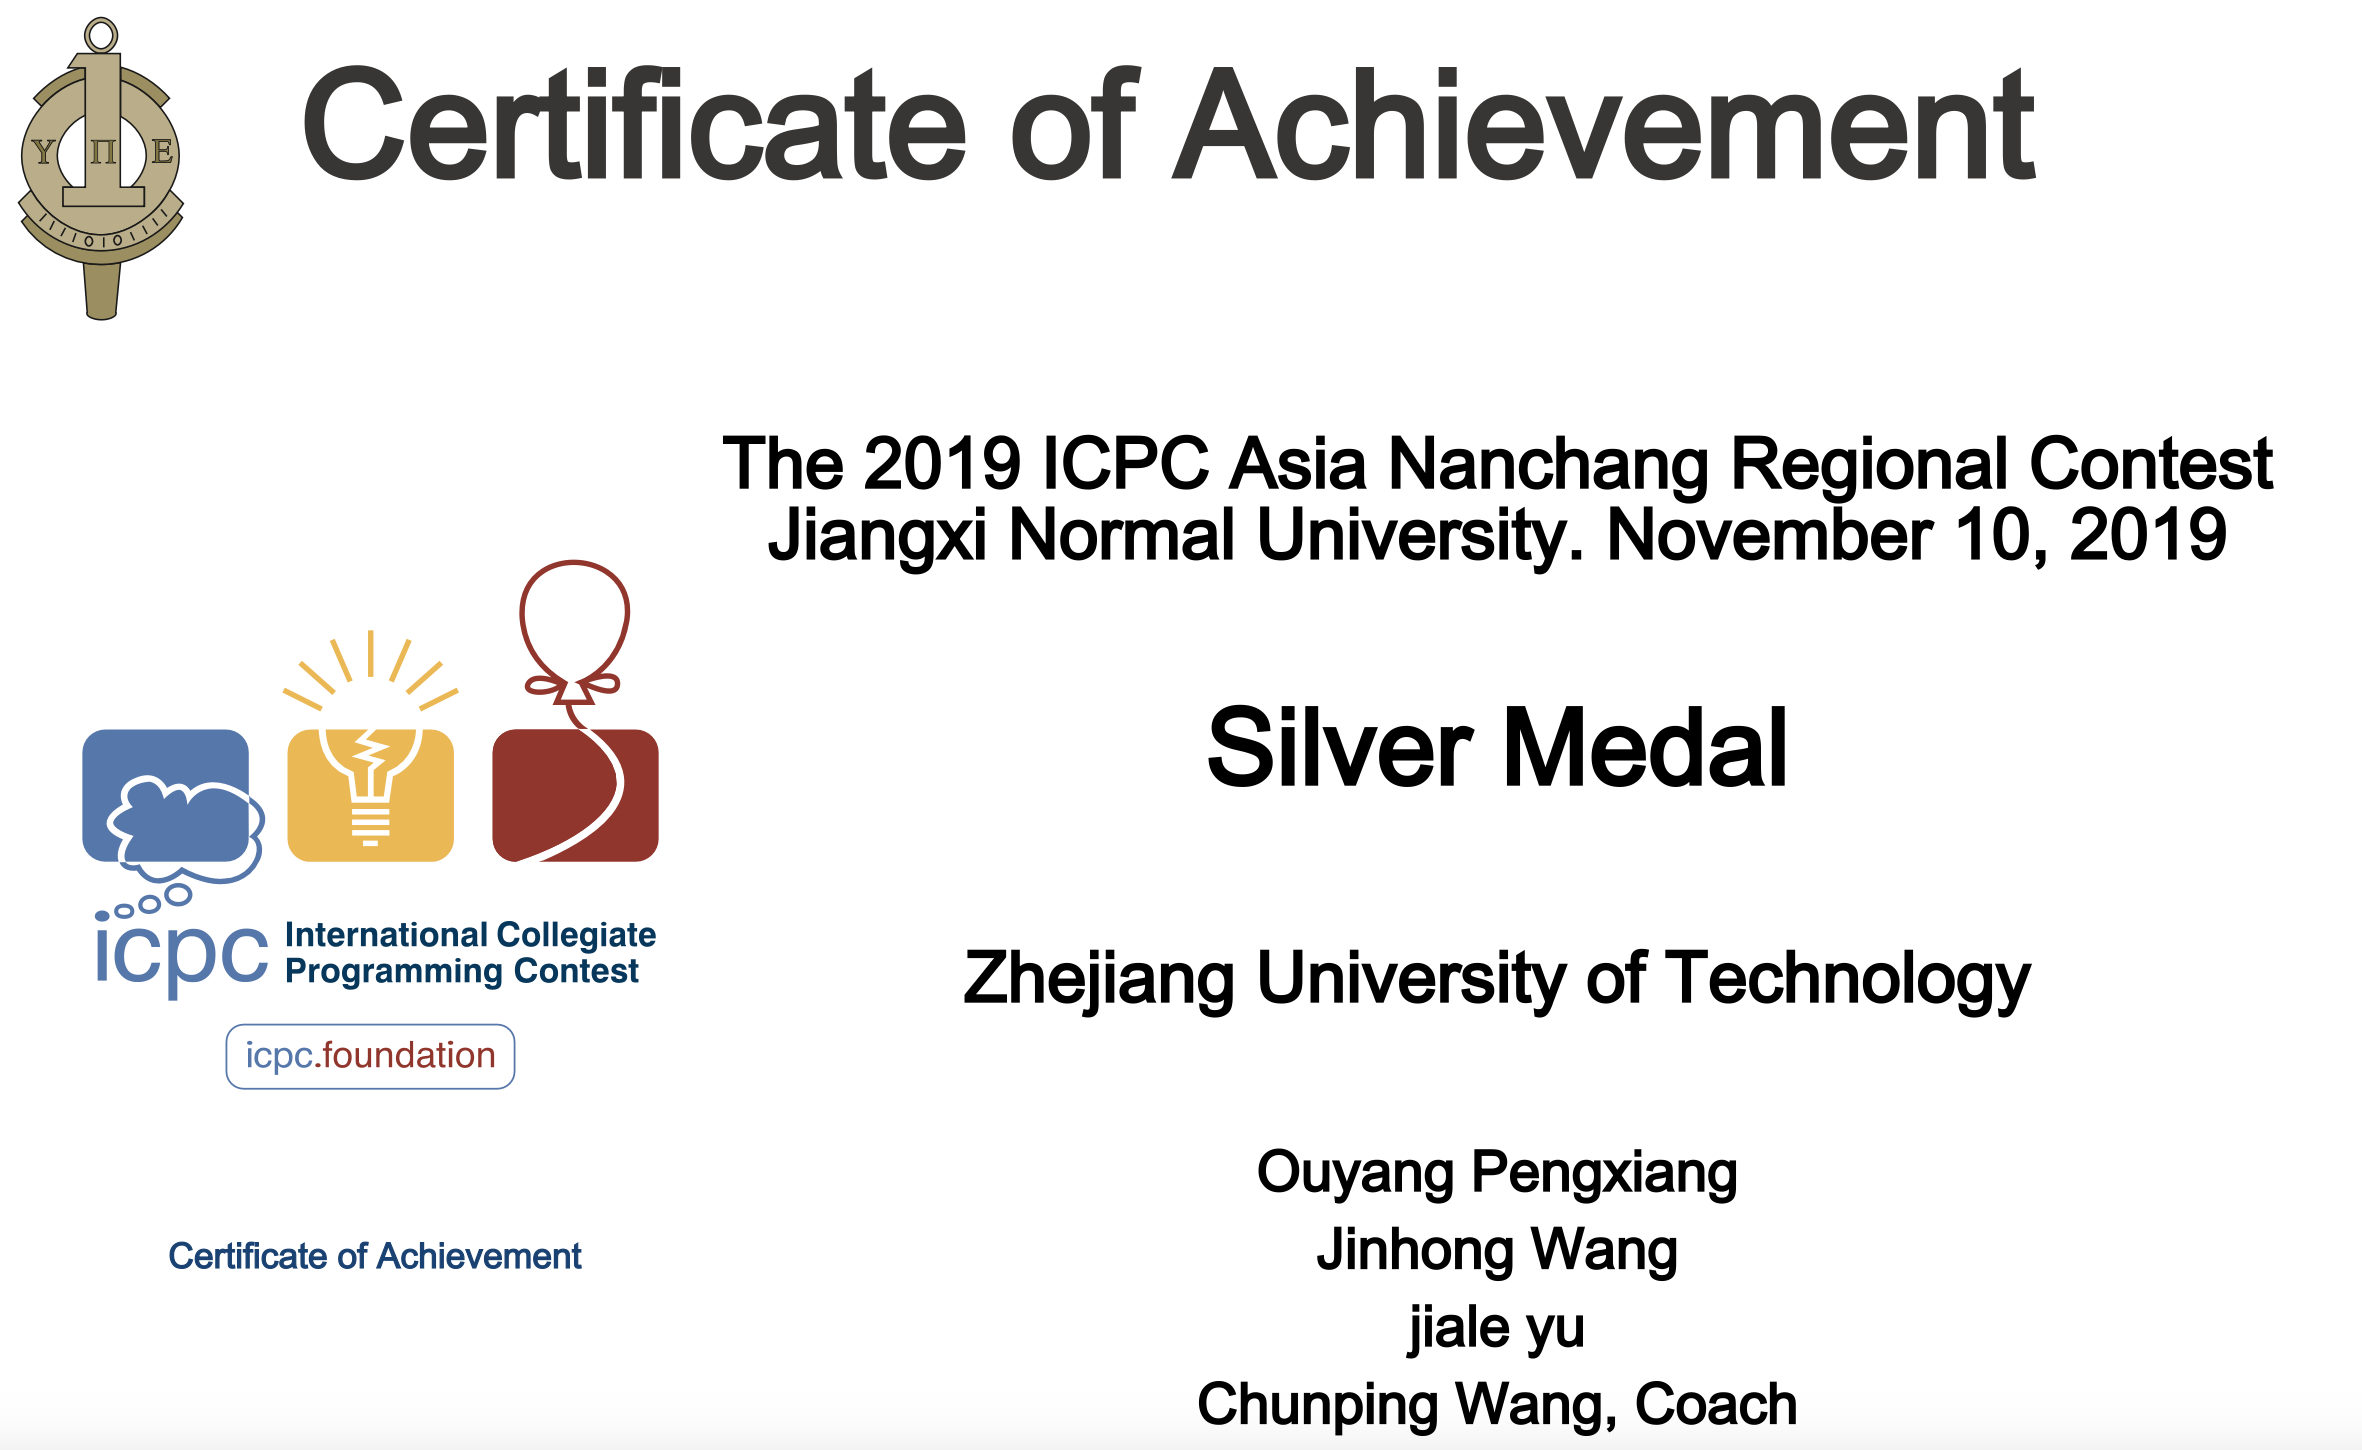 Certificate of Achievement
Υ Π Ε
The 2019 ICPC Asia Nanchang Regional Contest
Jiangxi Normal University. November 10, 2019
Silver Medal
Zhejiang University of Technology
icpc International Collegiate
Programming Contest
icpc.foundation
Certificate of Achievement
Ouyang Pengxiang
Jinhong Wang
jiale yu
Chunping Wang, Coach